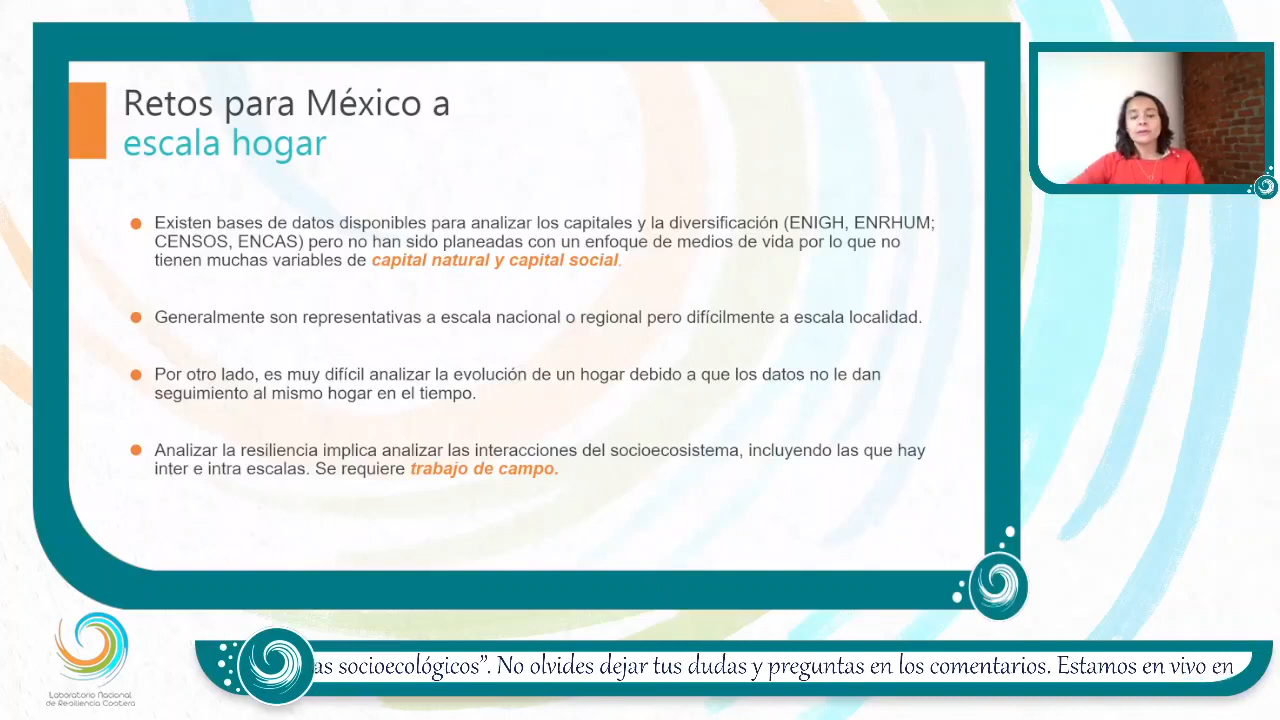 Retos para México a
escala hogar
Existen bases de datos disponibles para analizar los capitales y la diversificación (ENIGH, ENRHUM;
CENSOS, ENCAS) pero no han sido planeadas con un enfoque de medios de vida por lo que no
tienen muchas variables de capital natural y capital social.
Generalmente son representativas a escala nacional o regional pero difícilmente a escala localidad.
Por otro lado, es muy difícil analizar la evolución de un hogar debido a que los datos no le dan
seguimiento al mismo hogar en el tiempo.
Analizar la resiliencia implica analizar las interacciones del socioecosistema, incluyendo las que hay
inter e intra escalas. Se requiere trabajo de campo.
as socioecológicos”. No olvides dejar tus dudas y preguntas en los comentarios. Estamos en vivo en
Laboratorio Nacional
de Resiliencia Costera